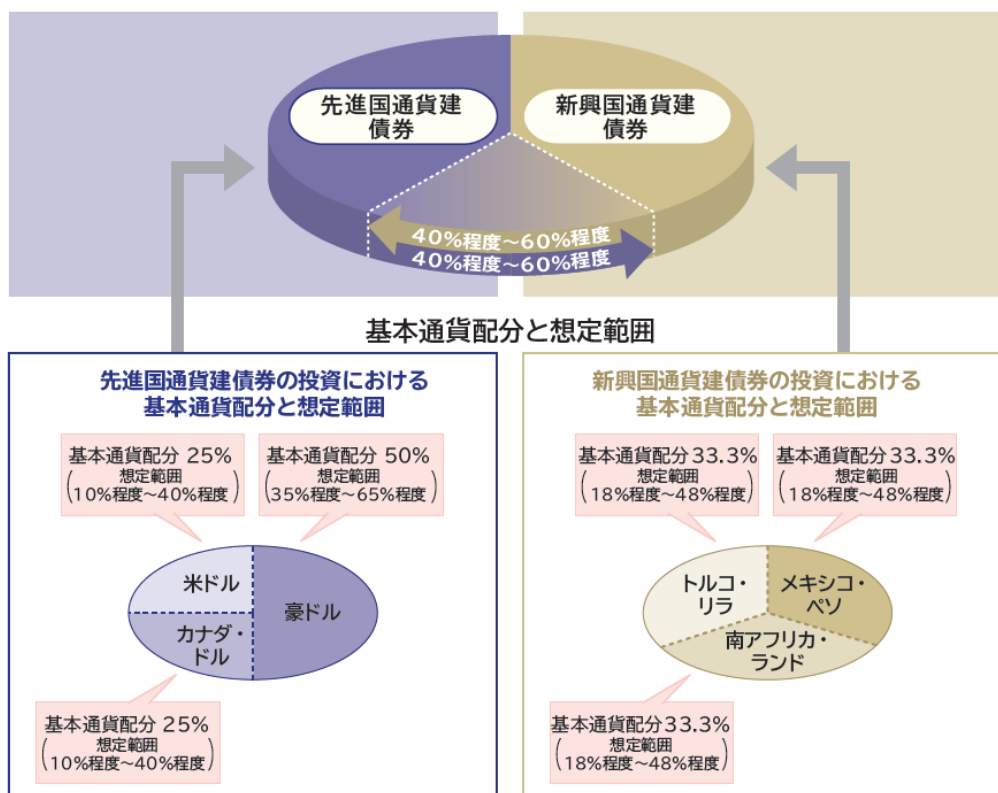 先進国通貨建
債券
新興国通貨建
債券
40%程度～60%程度
40%程度～60%程度
基本通貨配分と想定範囲
先進国通貨建債券の投資における
基本通貨配分と想定範囲
基本通貨配分 25%
想定範囲
(10%程度～40%程度)
基本通貨配分 50%
想定範囲
(35%程度～65%程度)
米ドル
カナダ・
ドル
豪ドル
基本通貨配分 25%
想定範囲
(10%程度～40%程度)
新興国通貨建債券の投資における
基本通貨配分と想定範囲
基本通貨配分33.3%
想定範囲
(18%程度～48%程度)
基本通貨配分33.3%
想定範囲
(18%程度～48%程度)
トルコ・
リラ
メキシコ・
ペソ
南アフリカ・
ランド
基本通貨配分33.3%
想定範囲
(18%程度～48%程度)